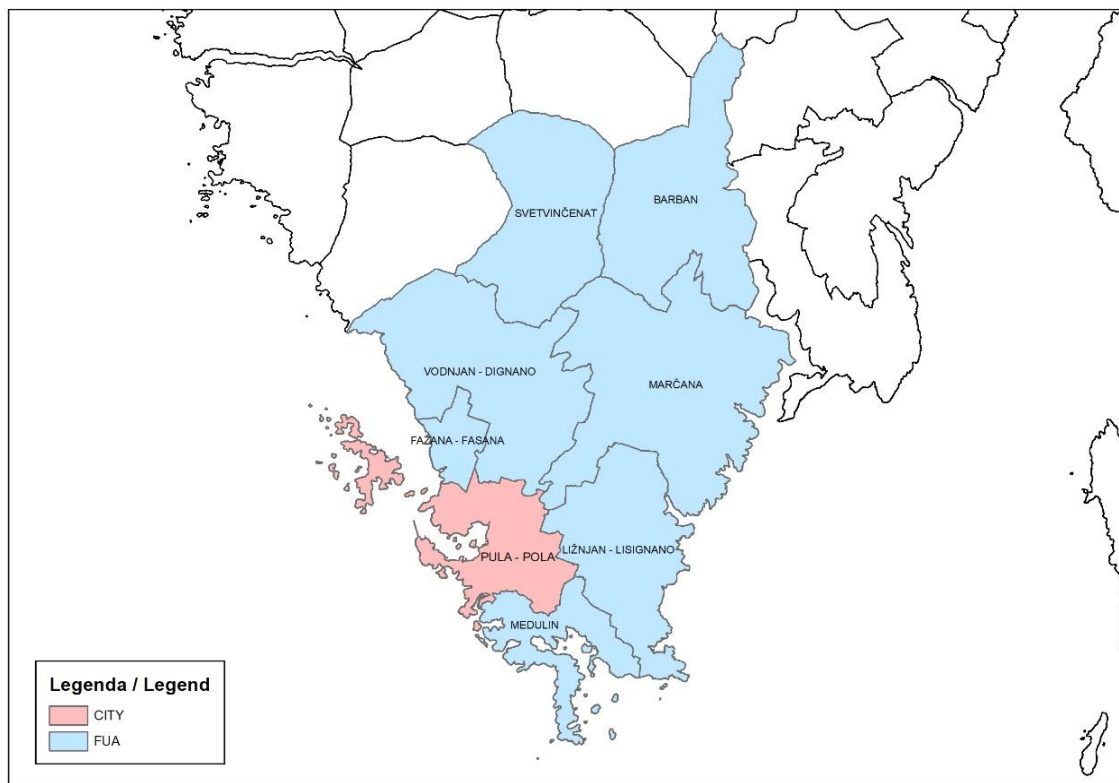 SVETVINČENAT
BARBAN
VODNJAN - DIGNANO
MARČANA
FAŽANA - FASANA
PULA - POLA
LIŽNJAN - LISIGNANO
MEDULIN
Legenda / Legend
CITY
FUA